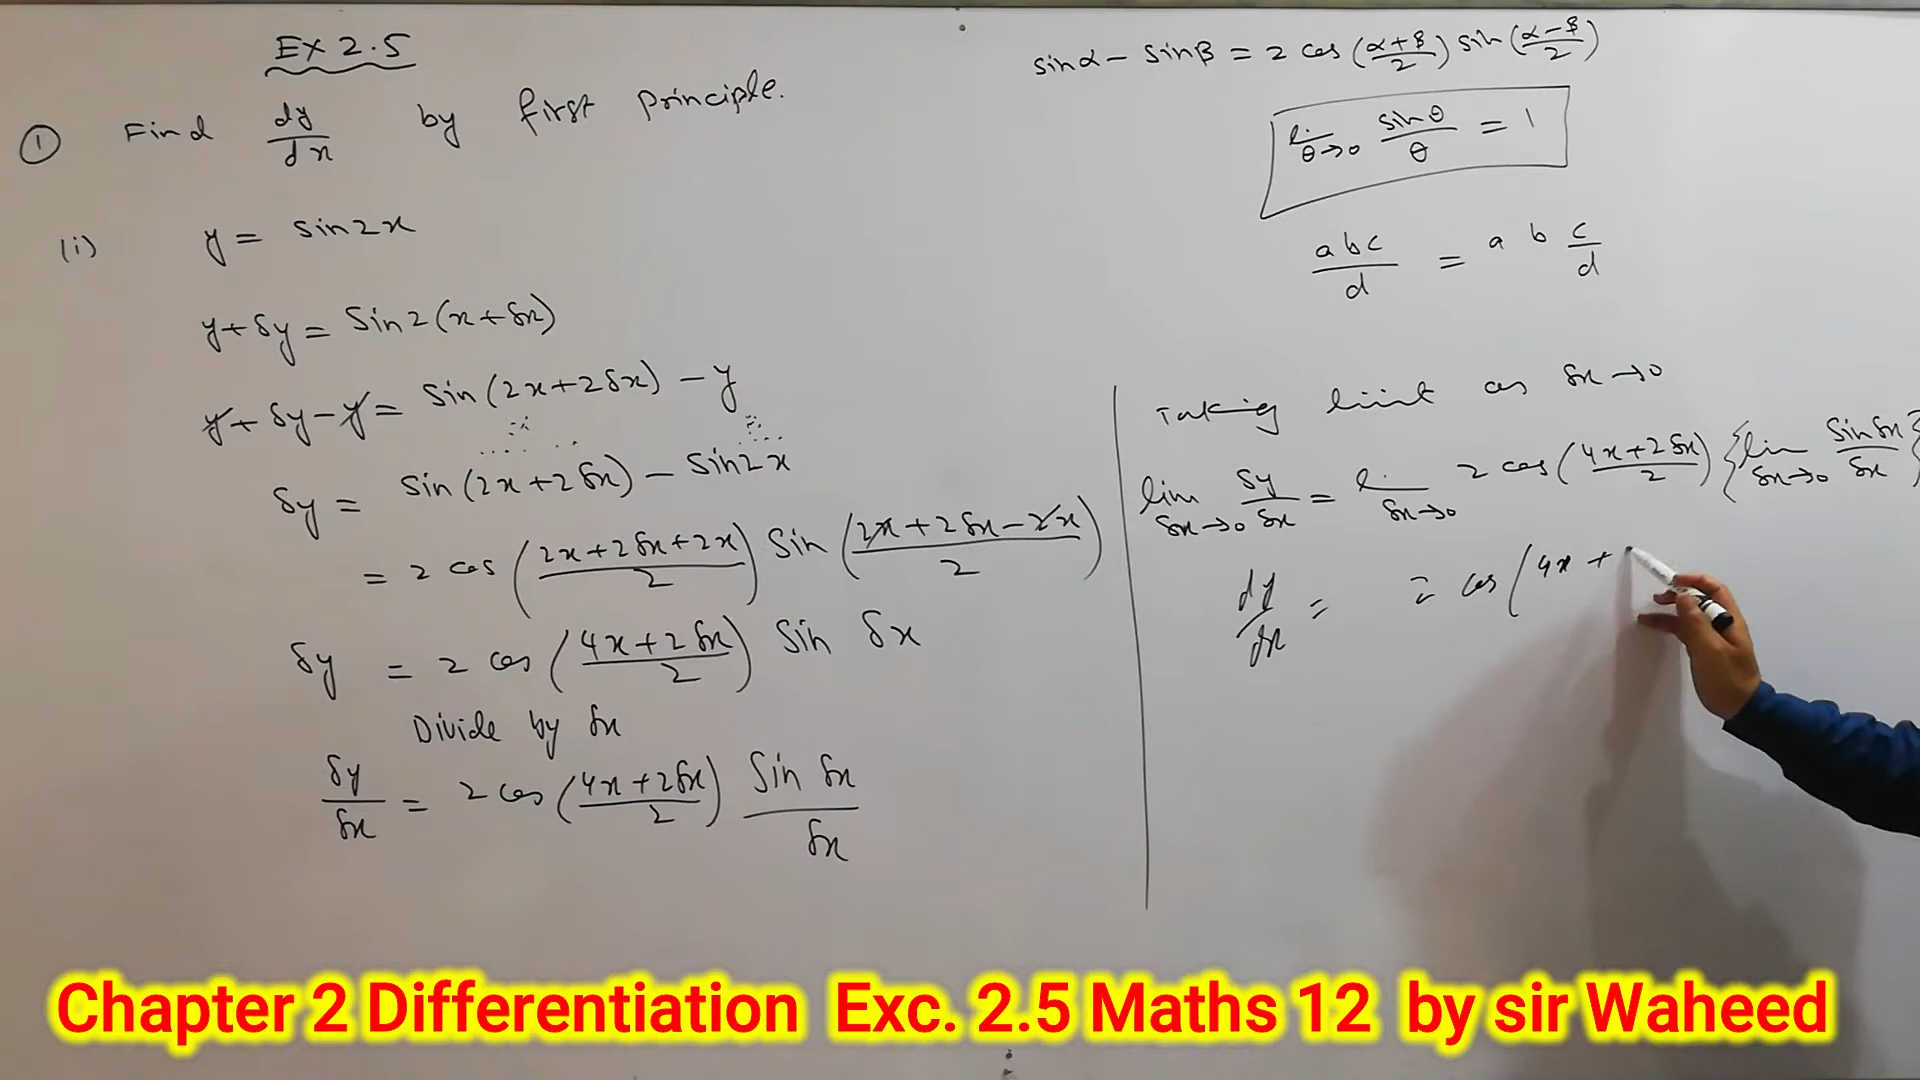 Ex 2.5
① Find dy/dx by first principle.
(i) y = sin2x
y+δy = Sin2(x+δx)
y+δy-y = Sin(2x+2δx) - y
δy = Sin(2x+2δx) - Sin2x
= 2 cos (2x+2δx+2x/2) Sin (2x+2δx-2x/2)
δy = 2 cos (4x+2δx/2) Sin δx
Divide by δx
δy/δx = 2 cos (4x+2δx/2) Sin δx/δx
sinα - sinβ = 2 cos (α+β/2) sin (α-β/2)
li. θ→0 sinθ/θ = 1
abc/d = a b c/d
Taking limit as δx→0
lim δx→0 δy/δx = li. δx→0 2 cos (4x+2δx/2) {lim δx→0 Sin δx/δx}
dy/dx = 2 cos (4x +
Chapter 2 Differentiation Exc. 2.5 Maths 12 by sir Waheed